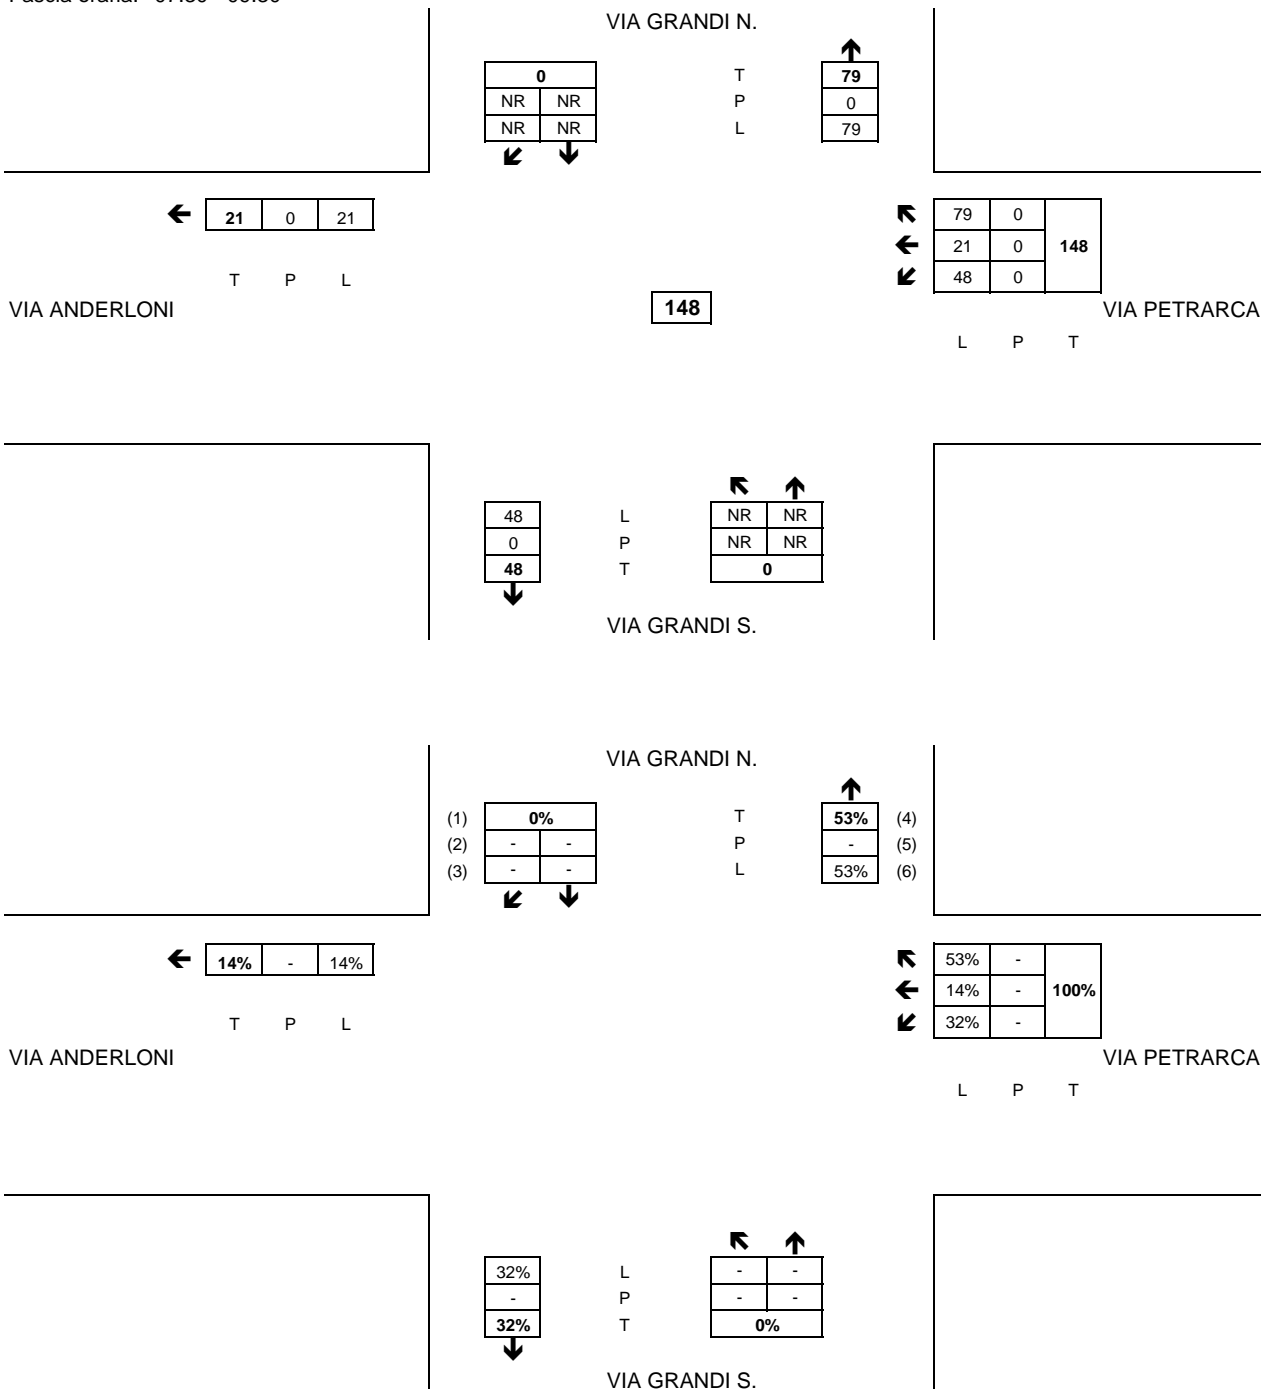 VIA GRANDI N.
0 T 79
NR NR P 0
NR NR L 79
21 0 21
79 0
21 0 148
48 0
T P L
VIA ANDERLONI
148
VIA PETRARCA
L P T
48 L NR NR
0 P NR NR
48 T 0
VIA GRANDI S.
VIA GRANDI N.
(1) 0% T 53% (4)
(2) - - P - (5)
(3) - - L 53% (6)
14% - 14%
53% -
14% - 100%
32% -
T P L
VIA ANDERLONI
VIA PETRARCA
L P T
32% L - -
- P - -
32% T 0%
VIA GRANDI S.